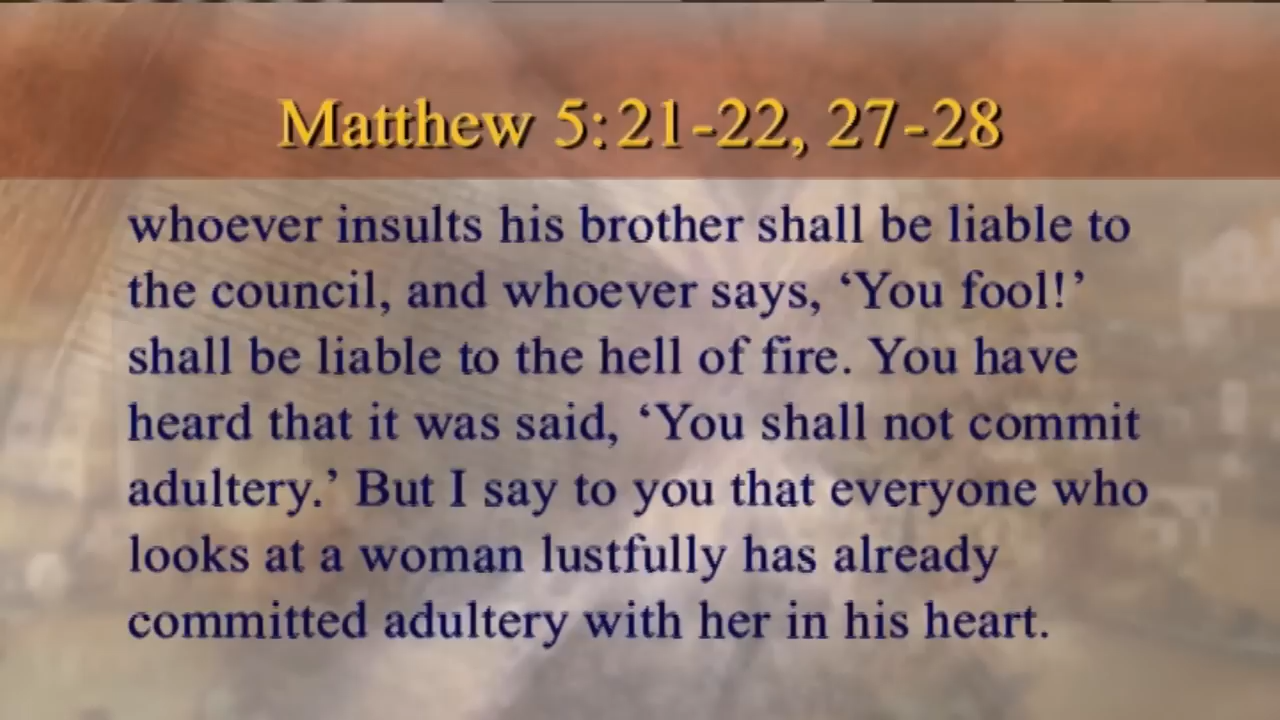 Matthew 5:21-22, 27-28
whoever insults his brother shall be liable to
the council, and whoever says, ‘You fool!’
shall be liable to the hell of fire. You have
heard that it was said, ‘You shall not commit
adultery.’ But I say to you that everyone who
looks at a woman lustfully has already
committed adultery with her in his heart.